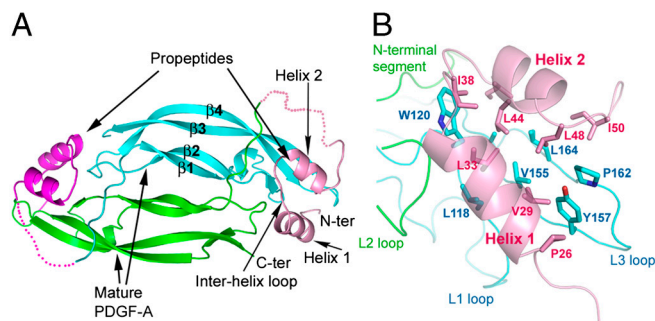 A
Propeptides
Helix 2
β4
β3
β2
β1
N-ter
C-ter
Helix 1
Inter-helix loop
Mature
PDGF-A
B
N-terminal
segment
I38
Helix 2
W120
L44
L48
I50
L33
L164
V155
P162
L118
V29
Y157
L2 loop
Helix 1
P26
L3 loop
L1 loop